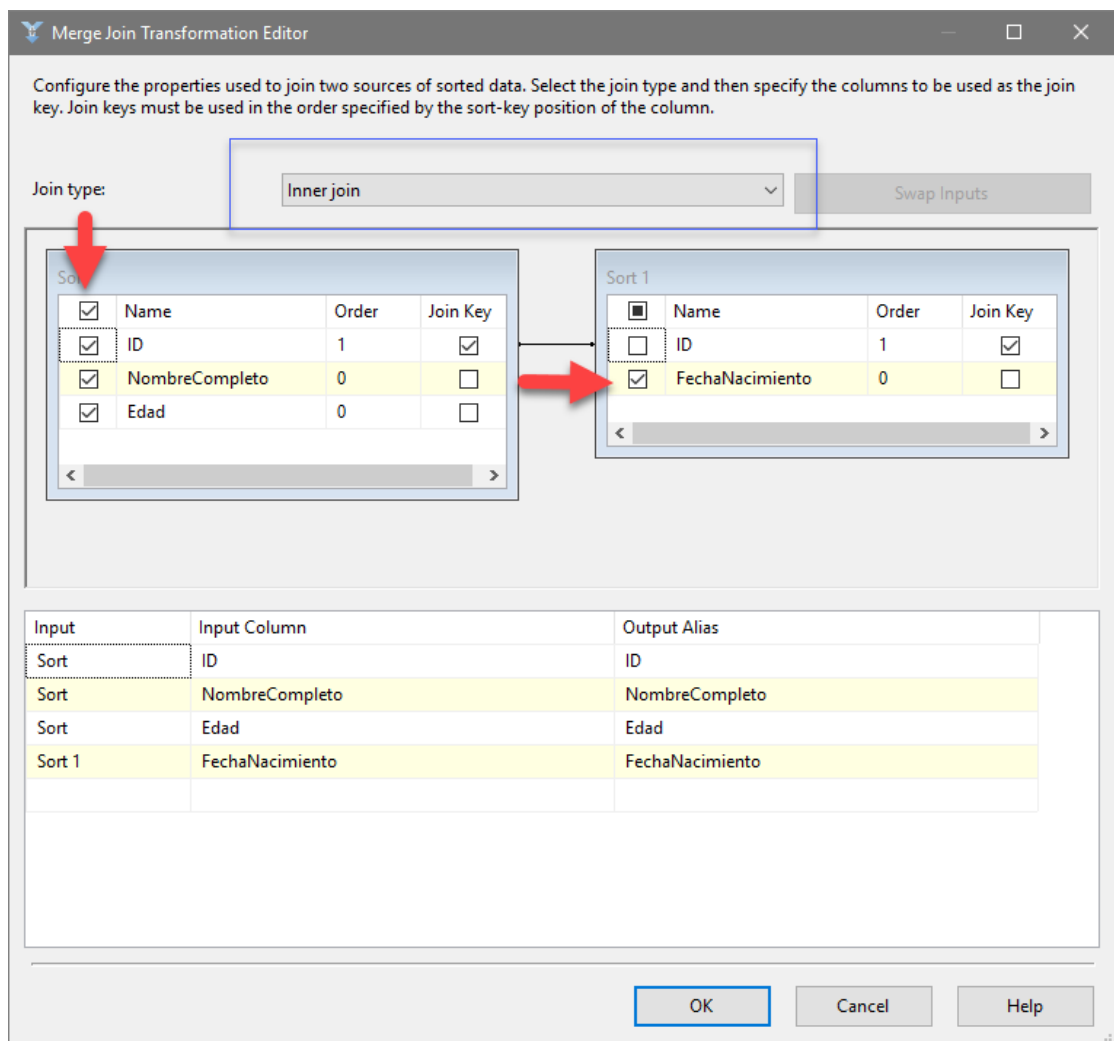 Merge Join Transformation Editor
Configure the properties used to join two sources of sorted data. Select the join type and then specify the columns to be used as the join
key. Join keys must be used in the order specified by the sort-key position of the column.
Join type: Inner join Swap Inputs
Sort 1
Name Order Join Key
ID 1
NombreCompleto 0
Edad 0
Name Order Join Key
ID 1
FechaNacimiento 0
Input Input Column Output Alias
Sort ID ID
Sort NombreCompleto NombreCompleto
Sort Edad Edad
Sort 1 FechaNacimiento FechaNacimiento
OK Cancel Help